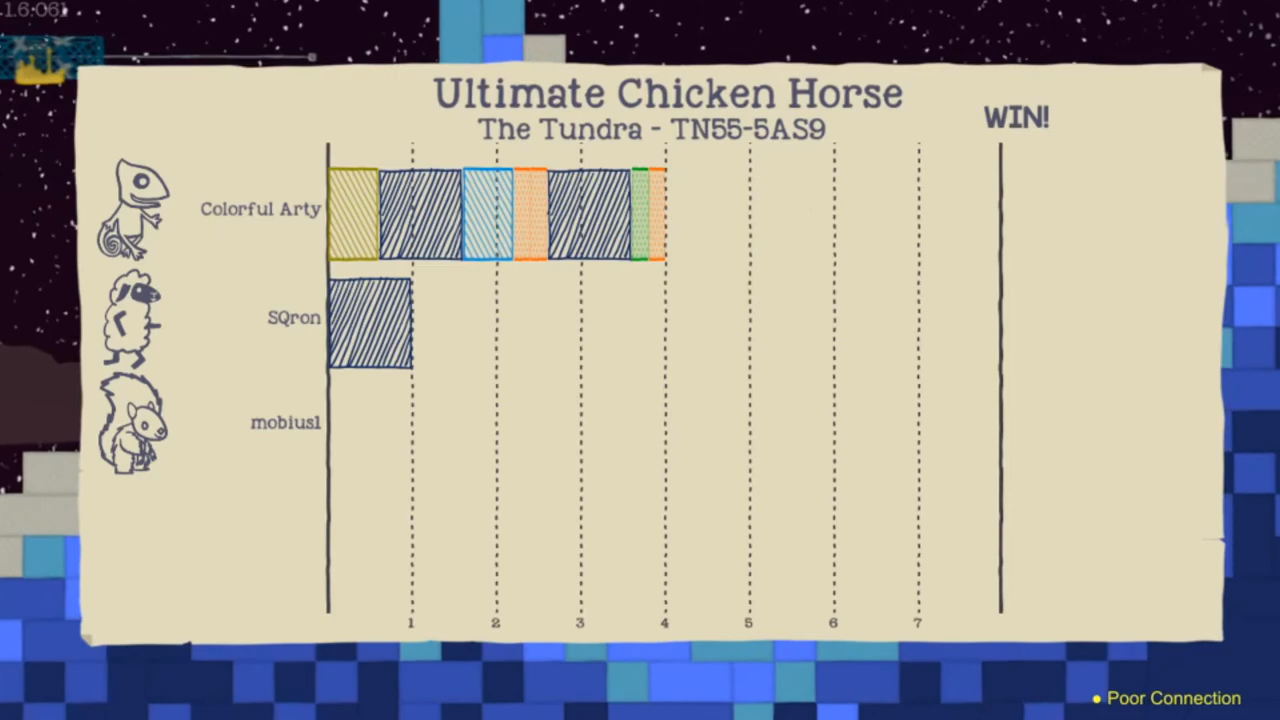 1.6.061
Ultimate Chicken Horse
The Tundra - TN55-5AS9
WIN!
Colorful Arty
SQron
mobius1
1 2 3 4 5 6 7
Poor Connection